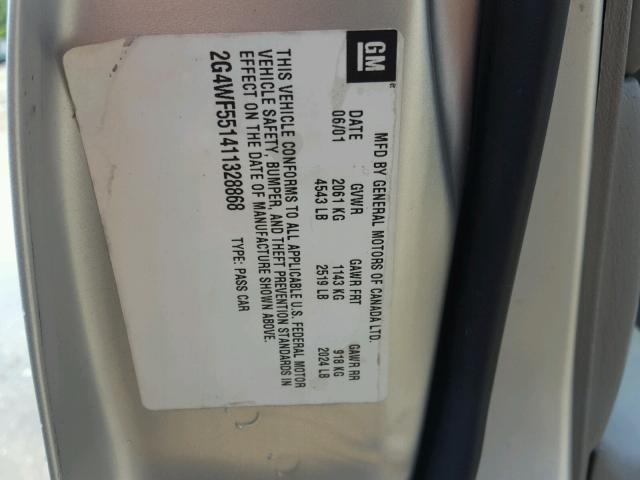 GM
MFD BY GENERAL MOTORS OF CANADA LTD.
DATE GVWR GAWR FRT GAWR RR
06/01 2061 KG 1143 KG 918 KG
4543 LB 2519 LB 2024 LB
THIS VEHICLE CONFORMS TO ALL APPLICABLE U.S. FEDERAL MOTOR
VEHICLE SAFETY, BUMPER, AND THEFT PREVENTION STANDARDS IN
EFFECT ON THE DATE OF MANUFACTURE SHOWN ABOVE.
2G4WF551411328868 TYPE: PASS CAR